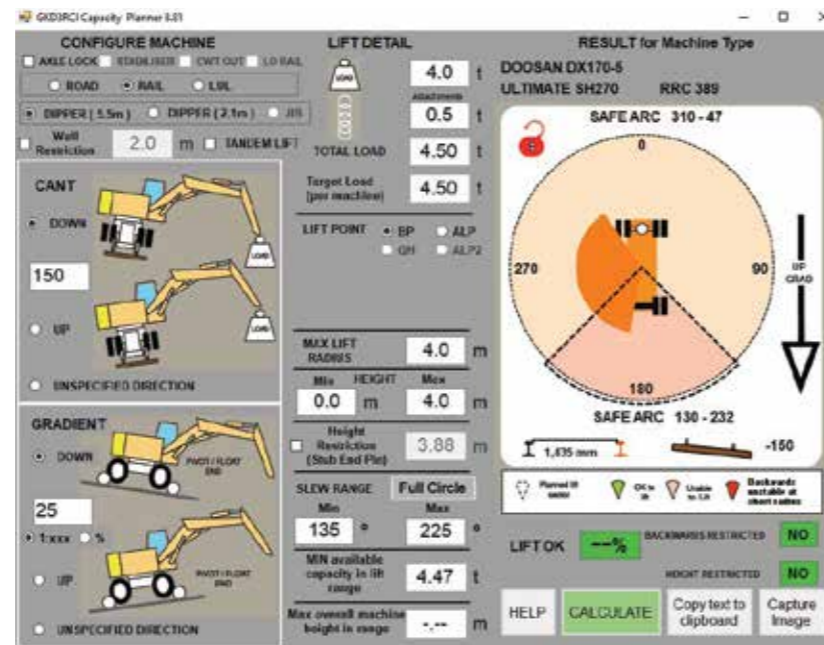 GKD3RCI Capacity Planner 8.81
CONFIGURE MACHINE
AXLE LOCK STABILISER CWT OUT LO RAIL
ROAD RAIL LUL
DIPPER ( 5.5m ) DIPPER ( 2.1m ) JIB
Wall Restriction 2.0 m TANDEM LIFT
CANT
DOWN
150
UP
LOAD
LOAD
UNSPECIFIED DIRECTION
GRADIENT
DOWN
PIVOT / FLOAT END
25
1:xxx %
UP
PIVOT / FLOAT END
UNSPECIFIED DIRECTION
LIFT DETAIL
LOAD
4.0 t
attachments
0.5 t
TOTAL LOAD 4.50 t
Target Load (per machine) 4.50 t
LIFT POINT BP ALP
QH ALP2
MAX LIFT RADIUS 4.0 m
Min HEIGHT Max
0.0 m 4.0 m
Height Restriction (Stub End Pin) 3.88 m
SLEW RANGE Full Circle
Min Max
135 ° 225 °
MIN available capacity in lift range 4.47 t
Max overall machine height in range -.-- m
RESULT for Machine Type
DOOSAN DX170-5
ULTIMATE SH270 RRC 389
SAFE ARC 310 - 47
0
270
90
180
UP GRAD
SAFE ARC 130 - 232
1,435 mm
-150
Planned lift sector
OK to lift
Unable to Lift
Backwards unstable at short radius
LIFT OK --% BACKWARDS RESTRICTED NO
HEIGHT RESTRICTED NO
HELP CALCULATE Copy text to clipboard Capture Image